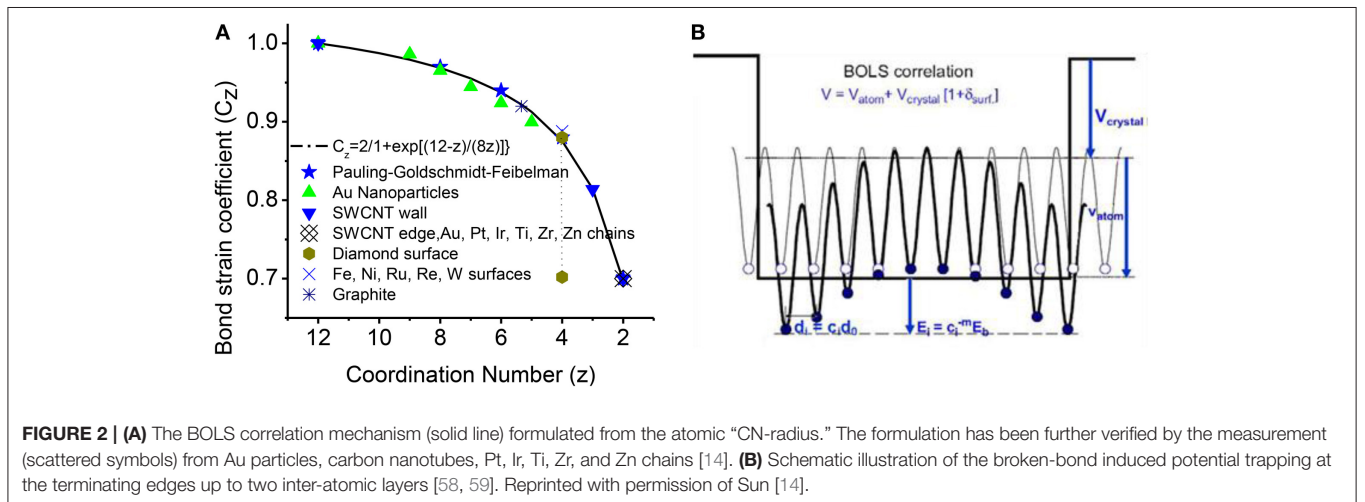 A
1.0
0.9
0.8
0.7
Bond strain coefficient (C_Z)
12
10
8
6
4
2
Coordination Number (z)
C_z=2/1+exp[(12-z)/(8z)]}
Pauling-Goldschmidt-Feibelman
Au Nanoparticles
SWCNT wall
SWCNT edge,Au, Pt, Ir, Ti, Zr, Zn chains
Diamond surface
Fe, Ni, Ru, Re, W surfaces
Graphite
B
BOLS correlation
V = V_atom+ V_crystal [1+δ_surf.]
V_crystal
v_atom
d_i = c_i d_0
E_i = c_i^-m E_b
FIGURE 2 | (A) The BOLS correlation mechanism (solid line) formulated from the atomic “CN-radius.” The formulation has been further verified by the measurement
(scattered symbols) from Au particles, carbon nanotubes, Pt, Ir, Ti, Zr, and Zn chains [14]. (B) Schematic illustration of the broken-bond induced potential trapping at
the terminating edges up to two inter-atomic layers [58, 59]. Reprinted with permission of Sun [14].